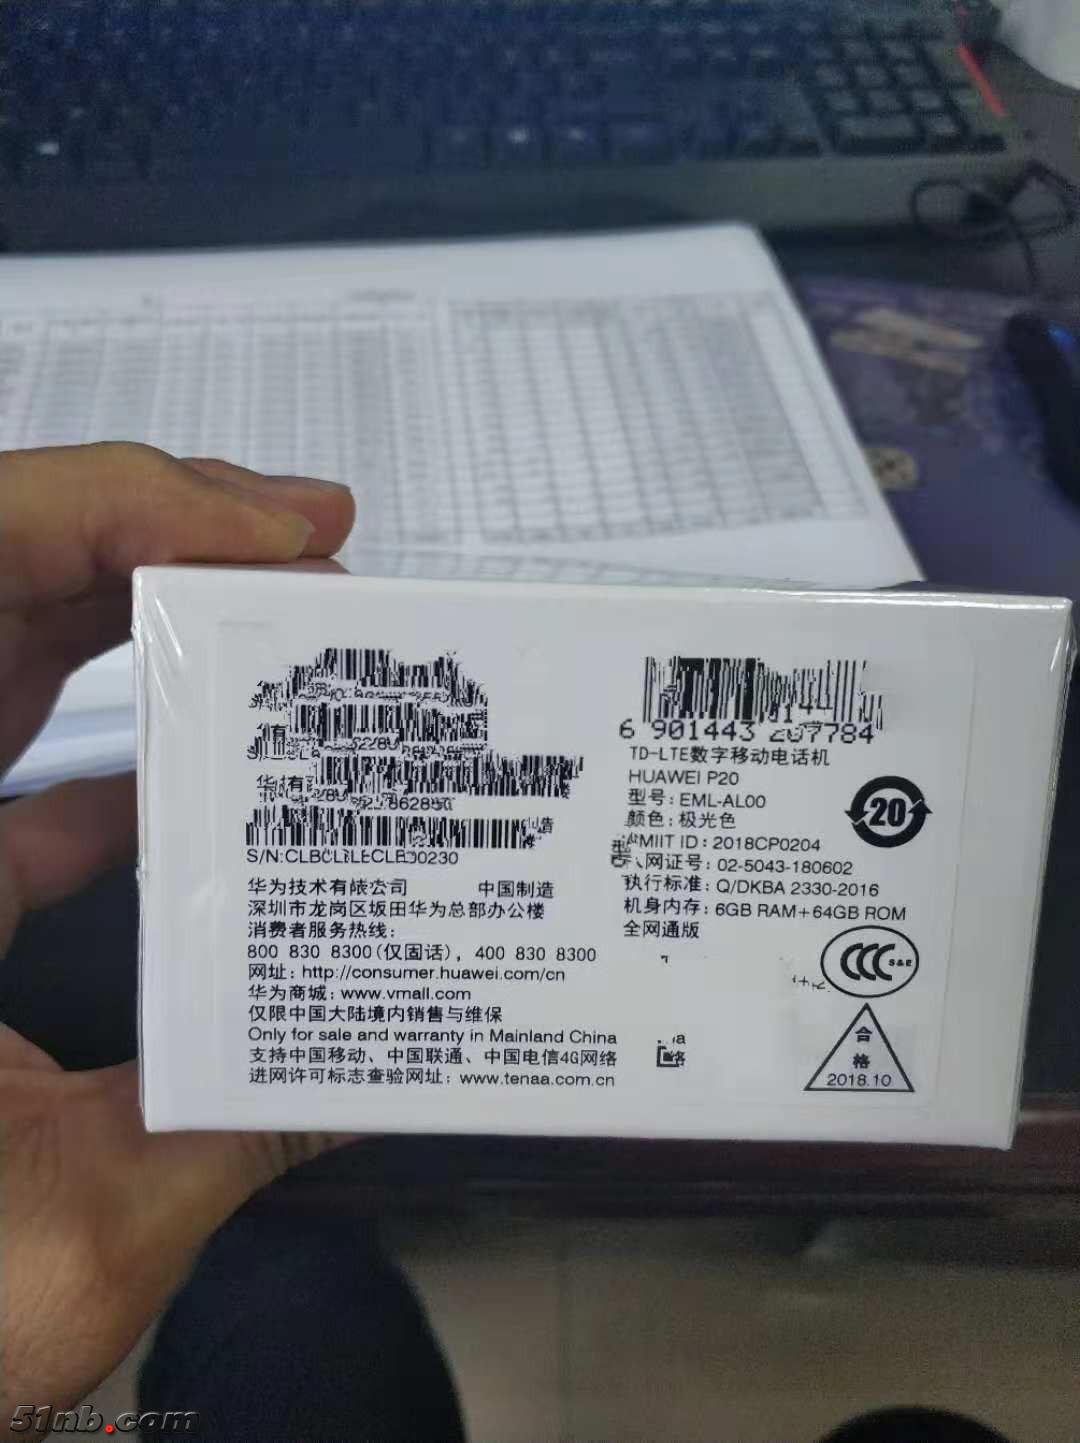 华为技术有限公司 中国制造
深圳市龙岗区坂田华为总部办公楼
消费者服务热线：
800 830 8300(仅固话)，400 830 8300
网址：http://consumer.huawei.com/cn
华为商城：www.vmall.com
仅限中国大陆境内销售与维保
Only for sale and warranty in Mainland China
支持中国移动、中国联通、中国电信4G网络
进网许可标志查验网址：www.tenaa.com.cn
6 901443
TD-LTE数字移动电话机
HUAWEI P20
型号：EML-AL00
颜色：极光色
CMIIT ID：2018CP0204
网证号：02-5043-180602
执行标准：Q/DKBA 2330-2016
机身内存：6GB RAM+64GB ROM
全网通版
20
CCC S&E
合
格
2018.10
51nb.com